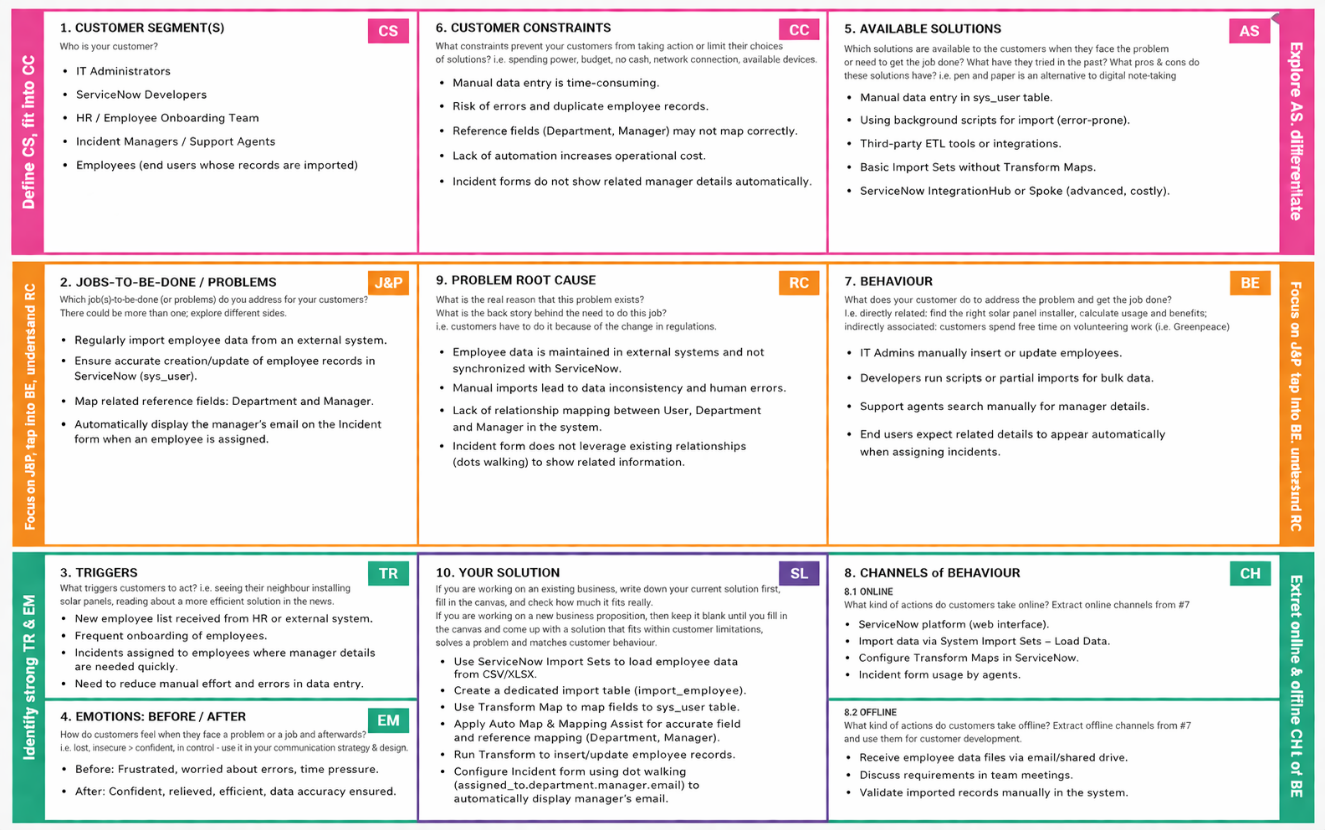 Define CS, fit into CC
1. CUSTOMER SEGMENT(S)
CS
Who is your customer?
• IT Administrators
• ServiceNow Developers
• HR / Employee Onboarding Team
• Incident Managers / Support Agents
• Employees (end users whose records are imported)
6. CUSTOMER CONSTRAINTS
CC
What constraints prevent your customers from taking action or limit their choices
of solutions? i.e. spending power, budget, no cash, network connection, available devices.
• Manual data entry is time-consuming.
• Risk of errors and duplicate employee records.
• Reference fields (Department, Manager) may not map correctly.
• Lack of automation increases operational cost.
• Incident forms do not show related manager details automatically.
5. AVAILABLE SOLUTIONS
AS
Which solutions are available to the customers when they face the problem
or need to get the job done? What have they tried in the past? What pros & cons do
these solutions have? i.e. pen and paper is an alternative to digital note-taking
• Manual data entry in sys_user table.
• Using background scripts for import (error-prone).
• Third-party ETL tools or integrations.
• Basic Import Sets without Transform Maps.
• ServiceNow IntegrationHub or Spoke (advanced, costly).
Explore AS. differentiate
Focus on J&P, tap into BE, understand RC
2. JOBS-TO-BE-DONE / PROBLEMS
J&P
Which job(s)-to-be-done (or problems) do you address for your customers?
There could be more than one; explore different sides.
• Regularly import employee data from an external system.
• Ensure accurate creation/update of employee records in
ServiceNow (sys_user).
• Map related reference fields: Department and Manager.
• Automatically display the manager's email on the Incident
form when an employee is assigned.
9. PROBLEM ROOT CAUSE
RC
What is the real reason that this problem exists?
What is the back story behind the need to do this job?
i.e. customers have to do it because of the change in regulations.
• Employee data is maintained in external systems and not
synchronized with ServiceNow.
• Manual imports lead to data inconsistency and human errors.
• Lack of relationship mapping between User, Department
and Manager in the system.
• Incident form does not leverage existing relationships
(dots walking) to show related information.
7. BEHAVIOUR
BE
What does your customer do to address the problem and get the job done?
I.e. directly related: find the right solar panel installer, calculate usage and benefits;
indirectly associated: customers spend free time on volunteering work (i.e. Greenpeace)
• IT Admins manually insert or update employees.
• Developers run scripts or partial imports for bulk data.
• Support agents search manually for manager details.
• End users expect related details to appear automatically
when assigning incidents.
Focus on J&P tap into BE. understand RC
Identify strong TR & EM
3. TRIGGERS
TR
What triggers customers to act? i.e. seeing their neighbour installing
solar panels, reading about a more efficient solution in the news.
• New employee list received from HR or external system.
• Frequent onboarding of employees.
• Incidents assigned to employees where manager details
are needed quickly.
• Need to reduce manual effort and errors in data entry.
4. EMOTIONS: BEFORE / AFTER
EM
How do customers feel when they face a problem or a job and afterwards?
i.e. lost, insecure > confident, in control - use it in your communication strategy & design.
• Before: Frustrated, worried about errors, time pressure.
• After: Confident, relieved, efficient, data accuracy ensured.
10. YOUR SOLUTION
SL
If you are working on an existing business, write down your current solution first,
fill in the canvas, and check how much it fits really.
If you are working on a new business proposition, then keep it blank until you fill in
the canvas and come up with a solution that fits within customer limitations,
solves a problem and matches customer behaviour.
• Use ServiceNow Import Sets to load employee data
from CSV/XLSX.
• Create a dedicated import table (import_employee).
• Use Transform Map to map fields to sys_user table.
• Apply Auto Map & Mapping Assist for accurate field
and reference mapping (Department, Manager).
• Run Transform to insert/update employee records.
• Configure Incident form using dot walking
(assigned_to.department.manager.email) to
automatically display manager's email.
8. CHANNELS of BEHAVIOUR
CH
8.1 ONLINE
What kind of actions do customers take online? Extract online channels from #7
• ServiceNow platform (web interface).
• Import data via System Import Sets – Load Data.
• Configure Transform Maps in ServiceNow.
• Incident form usage by agents.
8.2 OFFLINE
What kind of actions do customers take offline? Extract offline channels from #7
and use them for customer development.
• Receive employee data files via email/shared drive.
• Discuss requirements in team meetings.
• Validate imported records manually in the system.
Extret online & offline CH t of BE